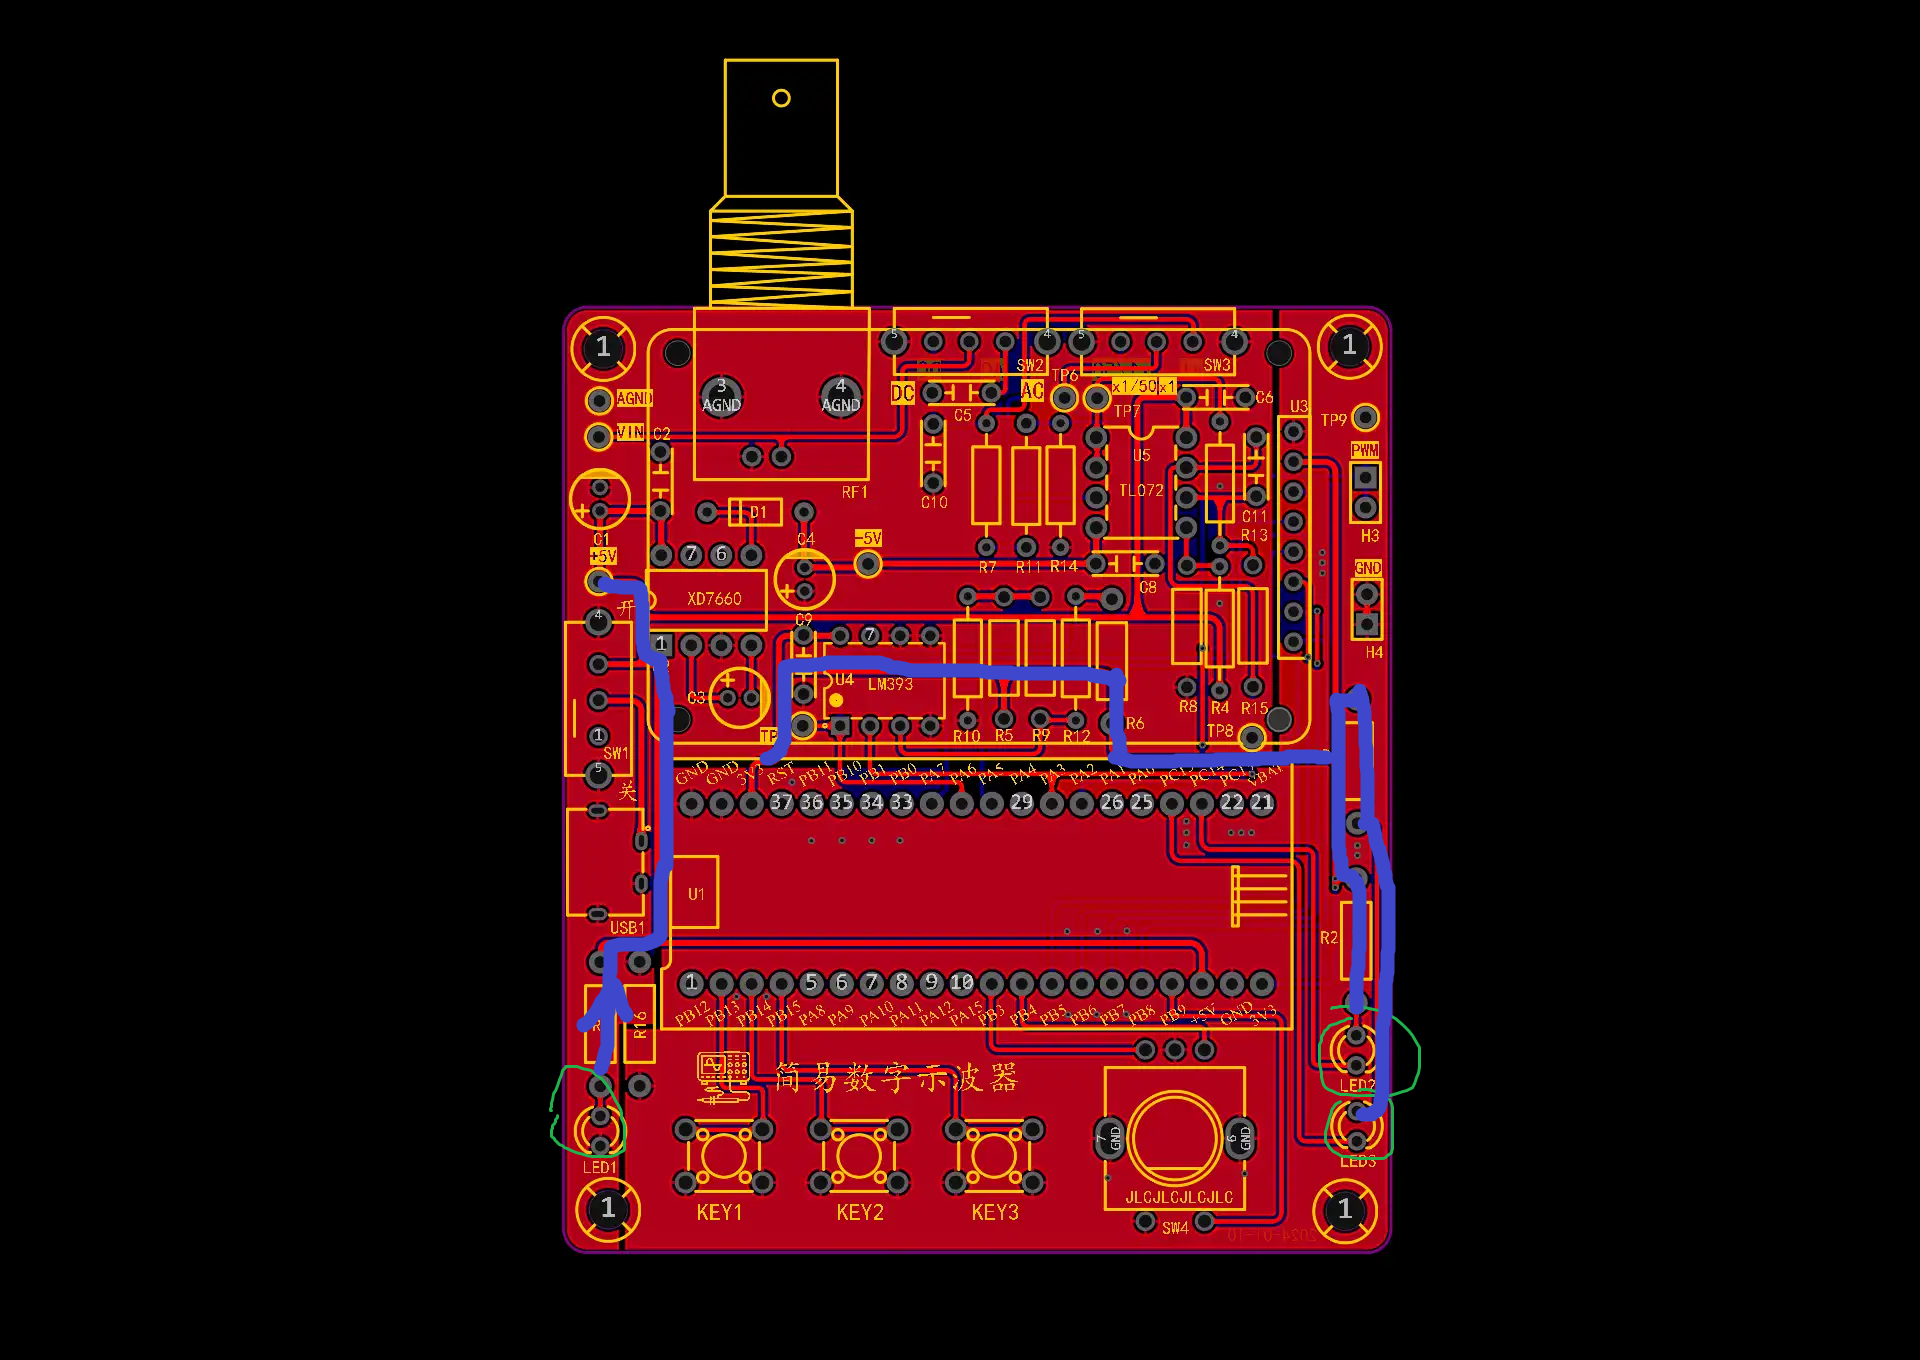 1
1
5
4
5
4
SW2
SW3
3
AGND
4
AGND
DC
AC
TP6
x1/50
x1
C5
TP7
C6
U3
TP9
AGND
VIN
C2
RF1
U5
TL072
PWM
C10
C11
R13
H3
D1
C1
+5V
7
6
C4
-5V
R7
R11
R14
C8
GND
XD7660
开
4
C9
1
7
H4
U4
LM393
C3
1
SW1
5
关
TP
R10
R5
R9
R12
R6
R8
R4
R15
TP8
GND
GND
3V3
RST
PB11
PB10
PB1
PB0
PA7
PA6
PA5
PA4
PA3
PA2
PA1
PA0
PC15
PC14
VBAT
37
36
35
34
33
29
26
25
22
21
U1
USB1
R2
1
5
6
7
8
9
10
PB12
PB13
PB14
PB15
PA8
PA9
PA10
PA11
PA12
PA15
PB3
PB4
PB5
PB6
PB7
PB8
PB9
+5V
GND
3V3
R16
简易数字示波器
LED2
LED1
LED3
7
GND
6
GND
JLCJLCJLCJLC
KEY1
KEY2
KEY3
SW4
2024-01-10
1
1